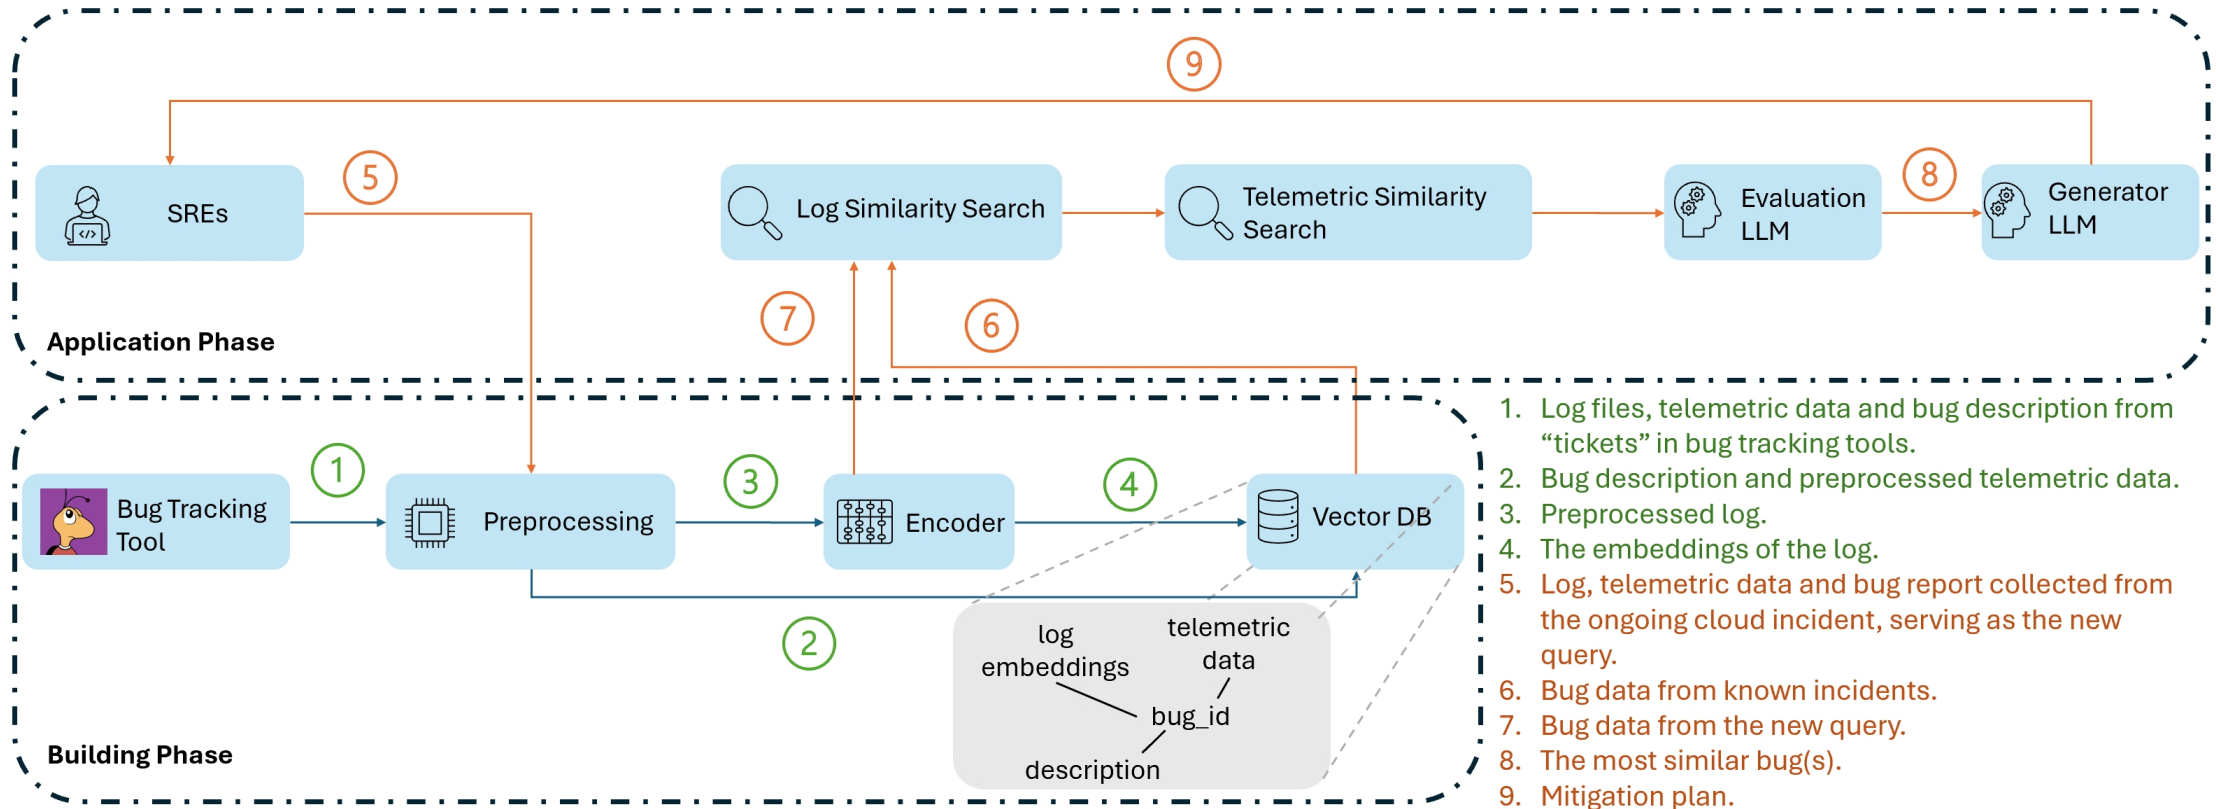 9
5
SREs
Log Similarity Search
Telemetric Similarity
Search
Evaluation
LLM
8
Generator
LLM
7
6
Application Phase
1
Bug Tracking
Tool
Preprocessing
3
Encoder
4
Vector DB
2
log
embeddings
telemetric
data
bug_id
description
Building Phase
1. Log files, telemetric data and bug description from
“tickets” in bug tracking tools.
2. Bug description and preprocessed telemetric data.
3. Preprocessed log.
4. The embeddings of the log.
5. Log, telemetric data and bug report collected from
the ongoing cloud incident, serving as the new
query.
6. Bug data from known incidents.
7. Bug data from the new query.
8. The most similar bug(s).
9. Mitigation plan.